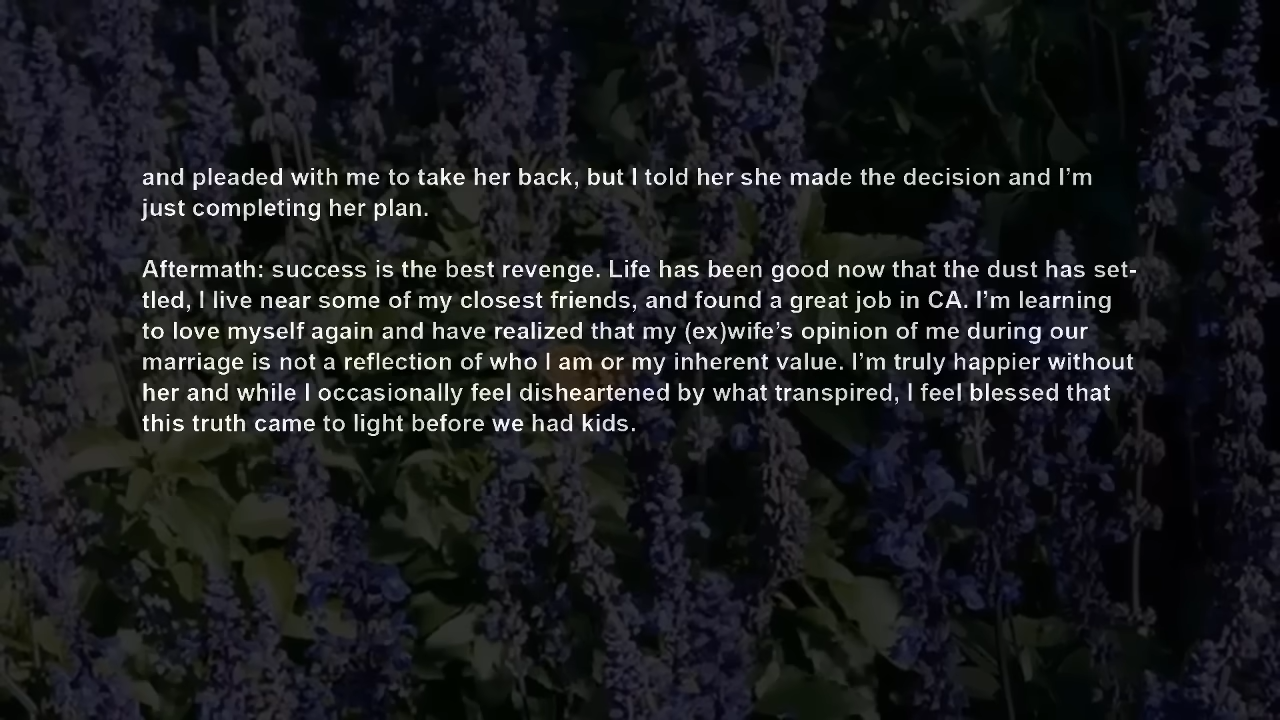 and pleaded with me to take her back, but I told her she made the decision and I’m
just completing her plan.
Aftermath: success is the best revenge. Life has been good now that the dust has set-
tled, I live near some of my closest friends, and found a great job in CA. I’m learning
to love myself again and have realized that my (ex)wife’s opinion of me during our
marriage is not a reflection of who I am or my inherent value. I’m truly happier without
her and while I occasionally feel disheartened by what transpired, I feel blessed that
this truth came to light before we had kids.